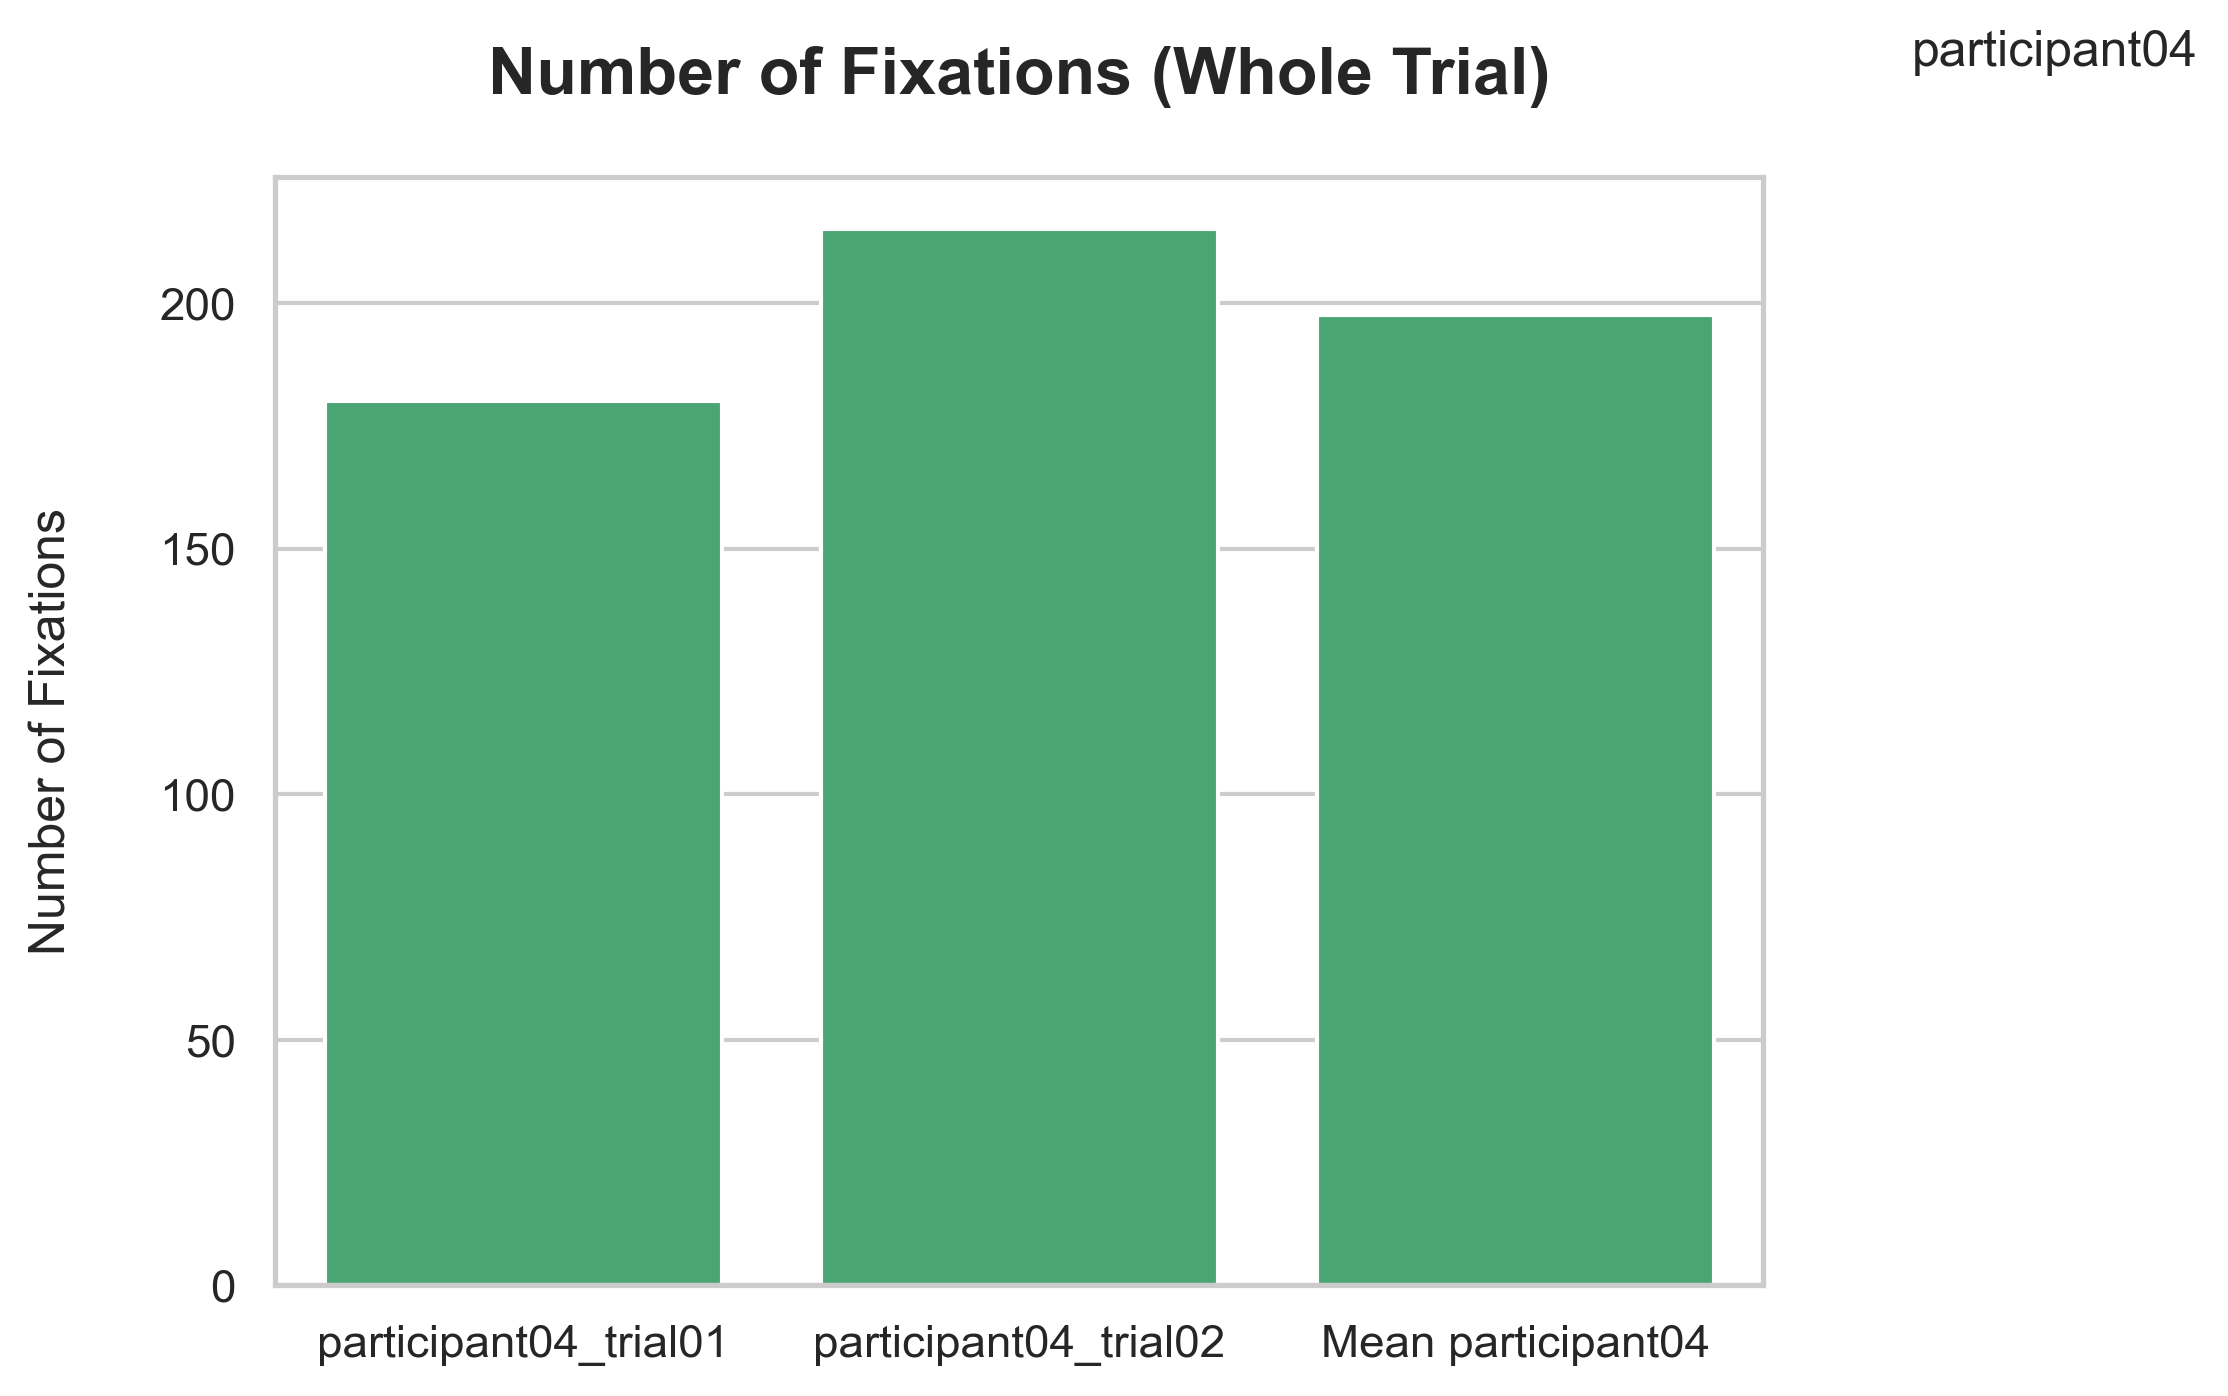 participant04
Number of Fixations (Whole Trial)
Number of Fixations
200
150
100
50
0
participant04_trial01
participant04_trial02
Mean participant04